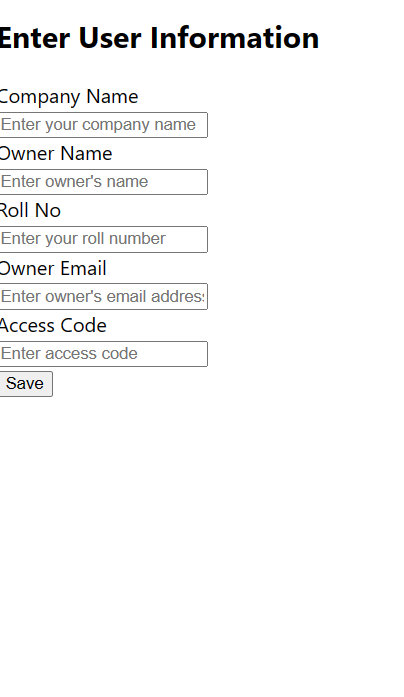 Enter User Information
Company Name
Enter your company name
Owner Name
Enter owner's name
Roll No
Enter your roll number
Owner Email
Enter owner's email address
Access Code
Enter access code
Save